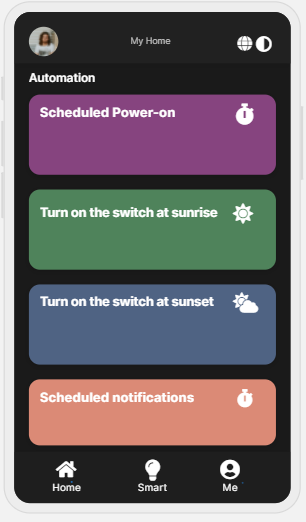 My Home
Automation
Scheduled Power-on
Turn on the switch at sunrise
Turn on the switch at sunset
Scheduled notifications
Home
Smart
Me